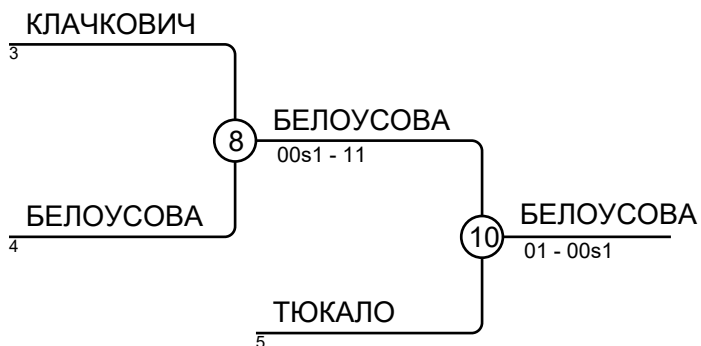 КЛАЧКОВИЧ
3
8
БЕЛОУСОВА
00s1 - 11
БЕЛОУСОВА
4
10
БЕЛОУСОВА
01 - 00s1
ТЮКАЛО
5